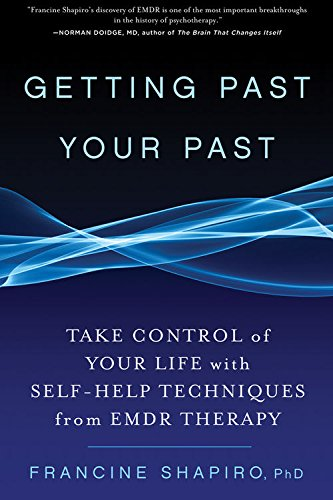 "Francine Shapiro's discovery of EMDR is one of the most important breakthroughs
in the history of psychotherapy."
—NORMAN DOIDGE, MD, author of The Brain That Changes Itself
GETTING PAST
YOUR PAST
TAKE CONTROL of
YOUR LIFE with
SELF-HELP TECHNIQUES
from EMDR THERAPY
FRANCINE SHAPIRO, PhD